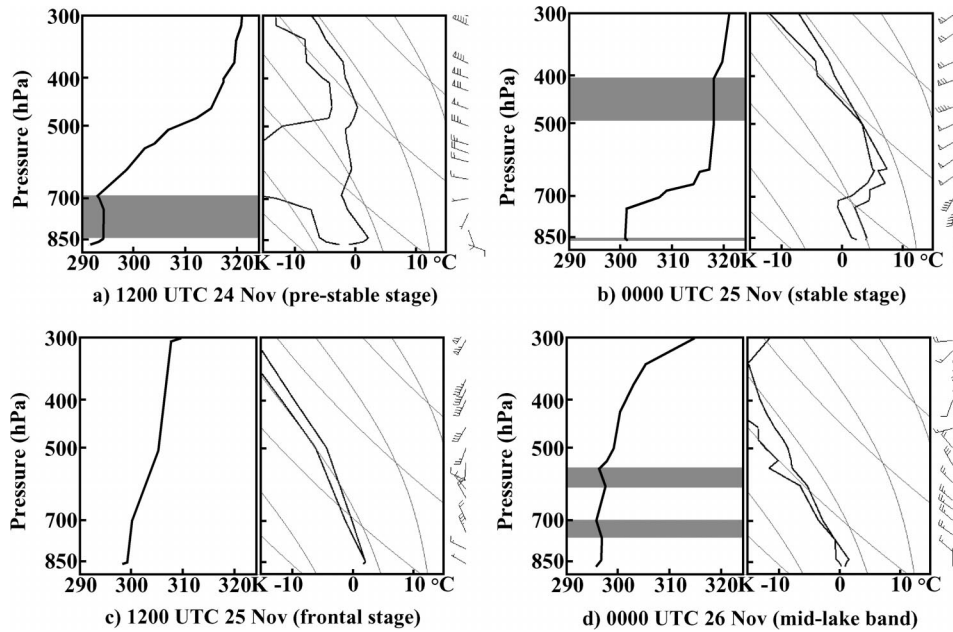 300
400
500
700
850
Pressure (hPa)
290 300 310 320K -10 0 °C
a) 1200 UTC 24 Nov (pre-stable stage)
300
400
500
700
850
Pressure (hPa)
290 300 310 320K -10 0 10 °C
b) 0000 UTC 25 Nov (stable stage)
300
400
500
700
850
Pressure (hPa)
290 300 310 320K -10 0 10 °C
c) 1200 UTC 25 Nov (frontal stage)
300
400
500
700
850
Pressure (hPa)
290 300 310 320K -10 0 10 °C
d) 0000 UTC 26 Nov (mid-lake band)